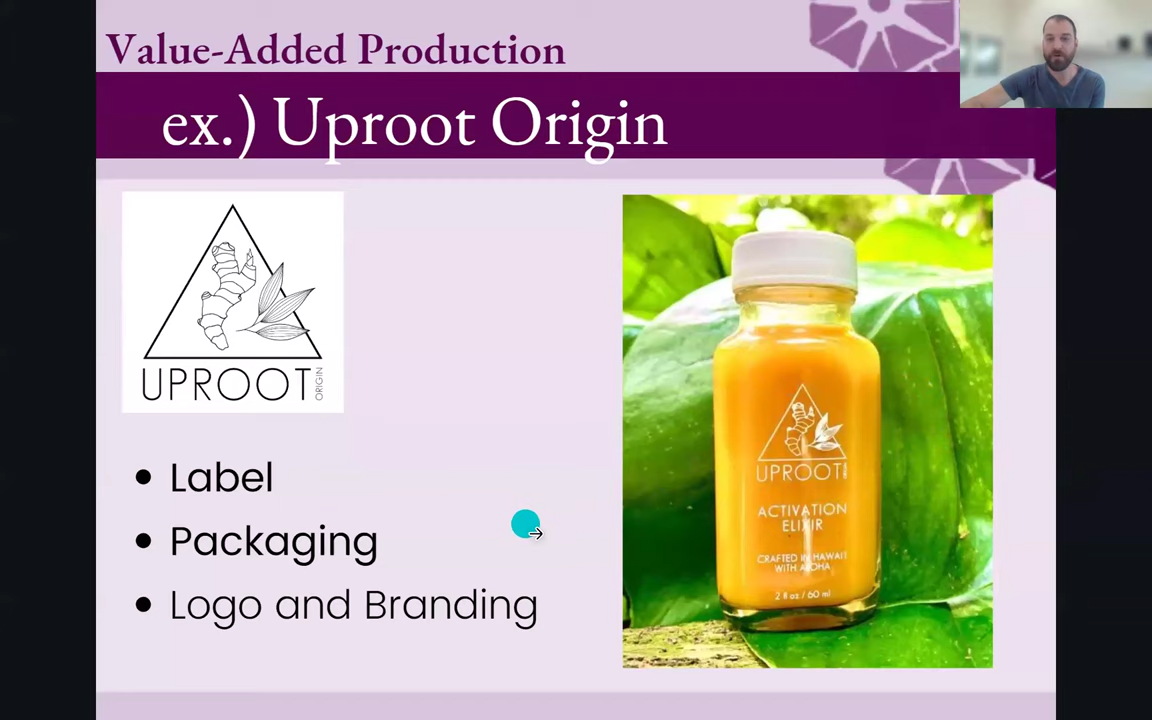 Value-Added Production
ex.) Uproot Origin
UPROOT
ORIGIN
• Label
• Packaging
• Logo and Branding
UPROOT
ACTIVATION
ELIXIR
CRAFTED IN HAWAI'I
WITH ALOHA
2 fl oz / 60 ml